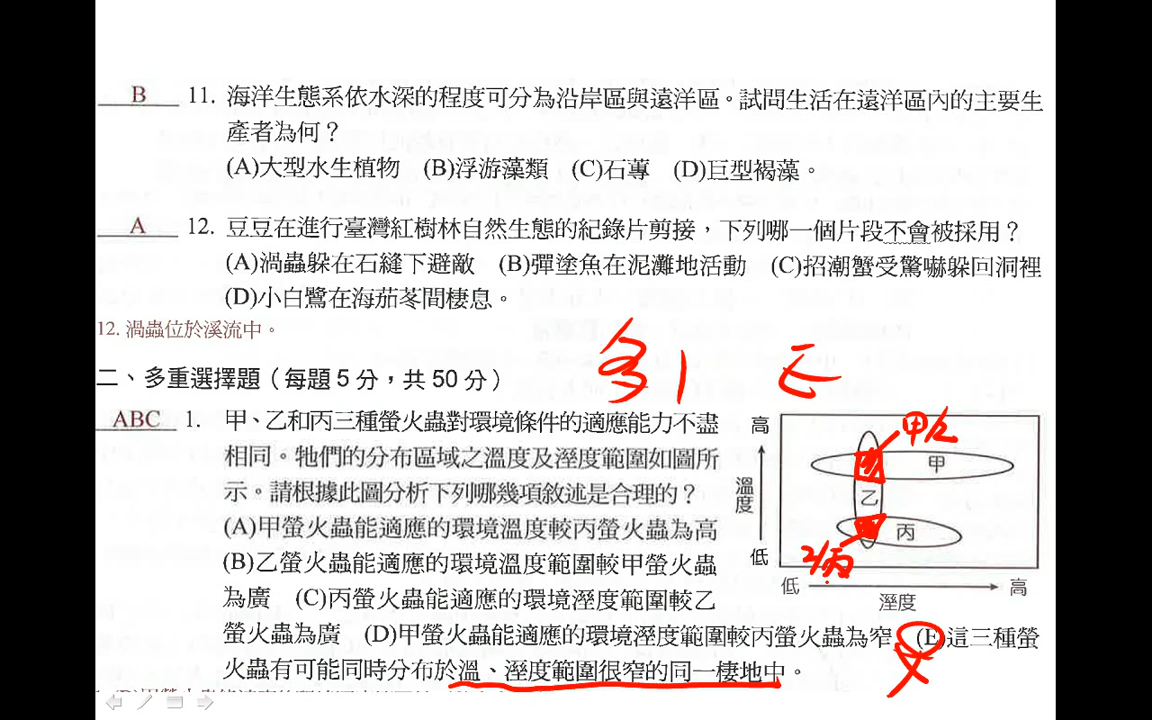 B 11. 海洋生態系依水深的程度可分為沿岸區與遠洋區。試問生活在遠洋區內的主要生
產者為何？
(A)大型水生植物 (B)浮游藻類 (C)石蓴 (D)巨型褐藻。
A 12. 豆豆在進行臺灣紅樹林自然生態的紀錄片剪接，下列哪一個片段不會被採用？
(A)渦蟲躲在石縫下避敵 (B)彈塗魚在泥灘地活動 (C)招潮蟹受驚嚇躲回洞裡
(D)小白鷺在海茄苳間棲息。
12. 渦蟲位於溪流中。
多1
二、多重選擇題（每題5分，共50分）
ABC 1. 甲、乙和丙三種螢火蟲對環境條件的適應能力不盡
相同。牠們的分布區域之溫度及溼度範圍如圖所
示。請根據此圖分析下列哪幾項敘述是合理的？
(A)甲螢火蟲能適應的環境溫度較丙螢火蟲為高
(B)乙螢火蟲能適應的環境溫度範圍較甲螢火蟲
為廣 (C)丙螢火蟲能適應的環境溼度範圍較乙
螢火蟲為廣 (D)甲螢火蟲能適應的環境溼度範圍較丙螢火蟲為窄 (E)這三種螢
火蟲有可能同時分布於溫、溼度範圍很窄的同一棲地中。
高
甲乙
甲
溫度
乙
丙
低
乙丙
低
高
溼度